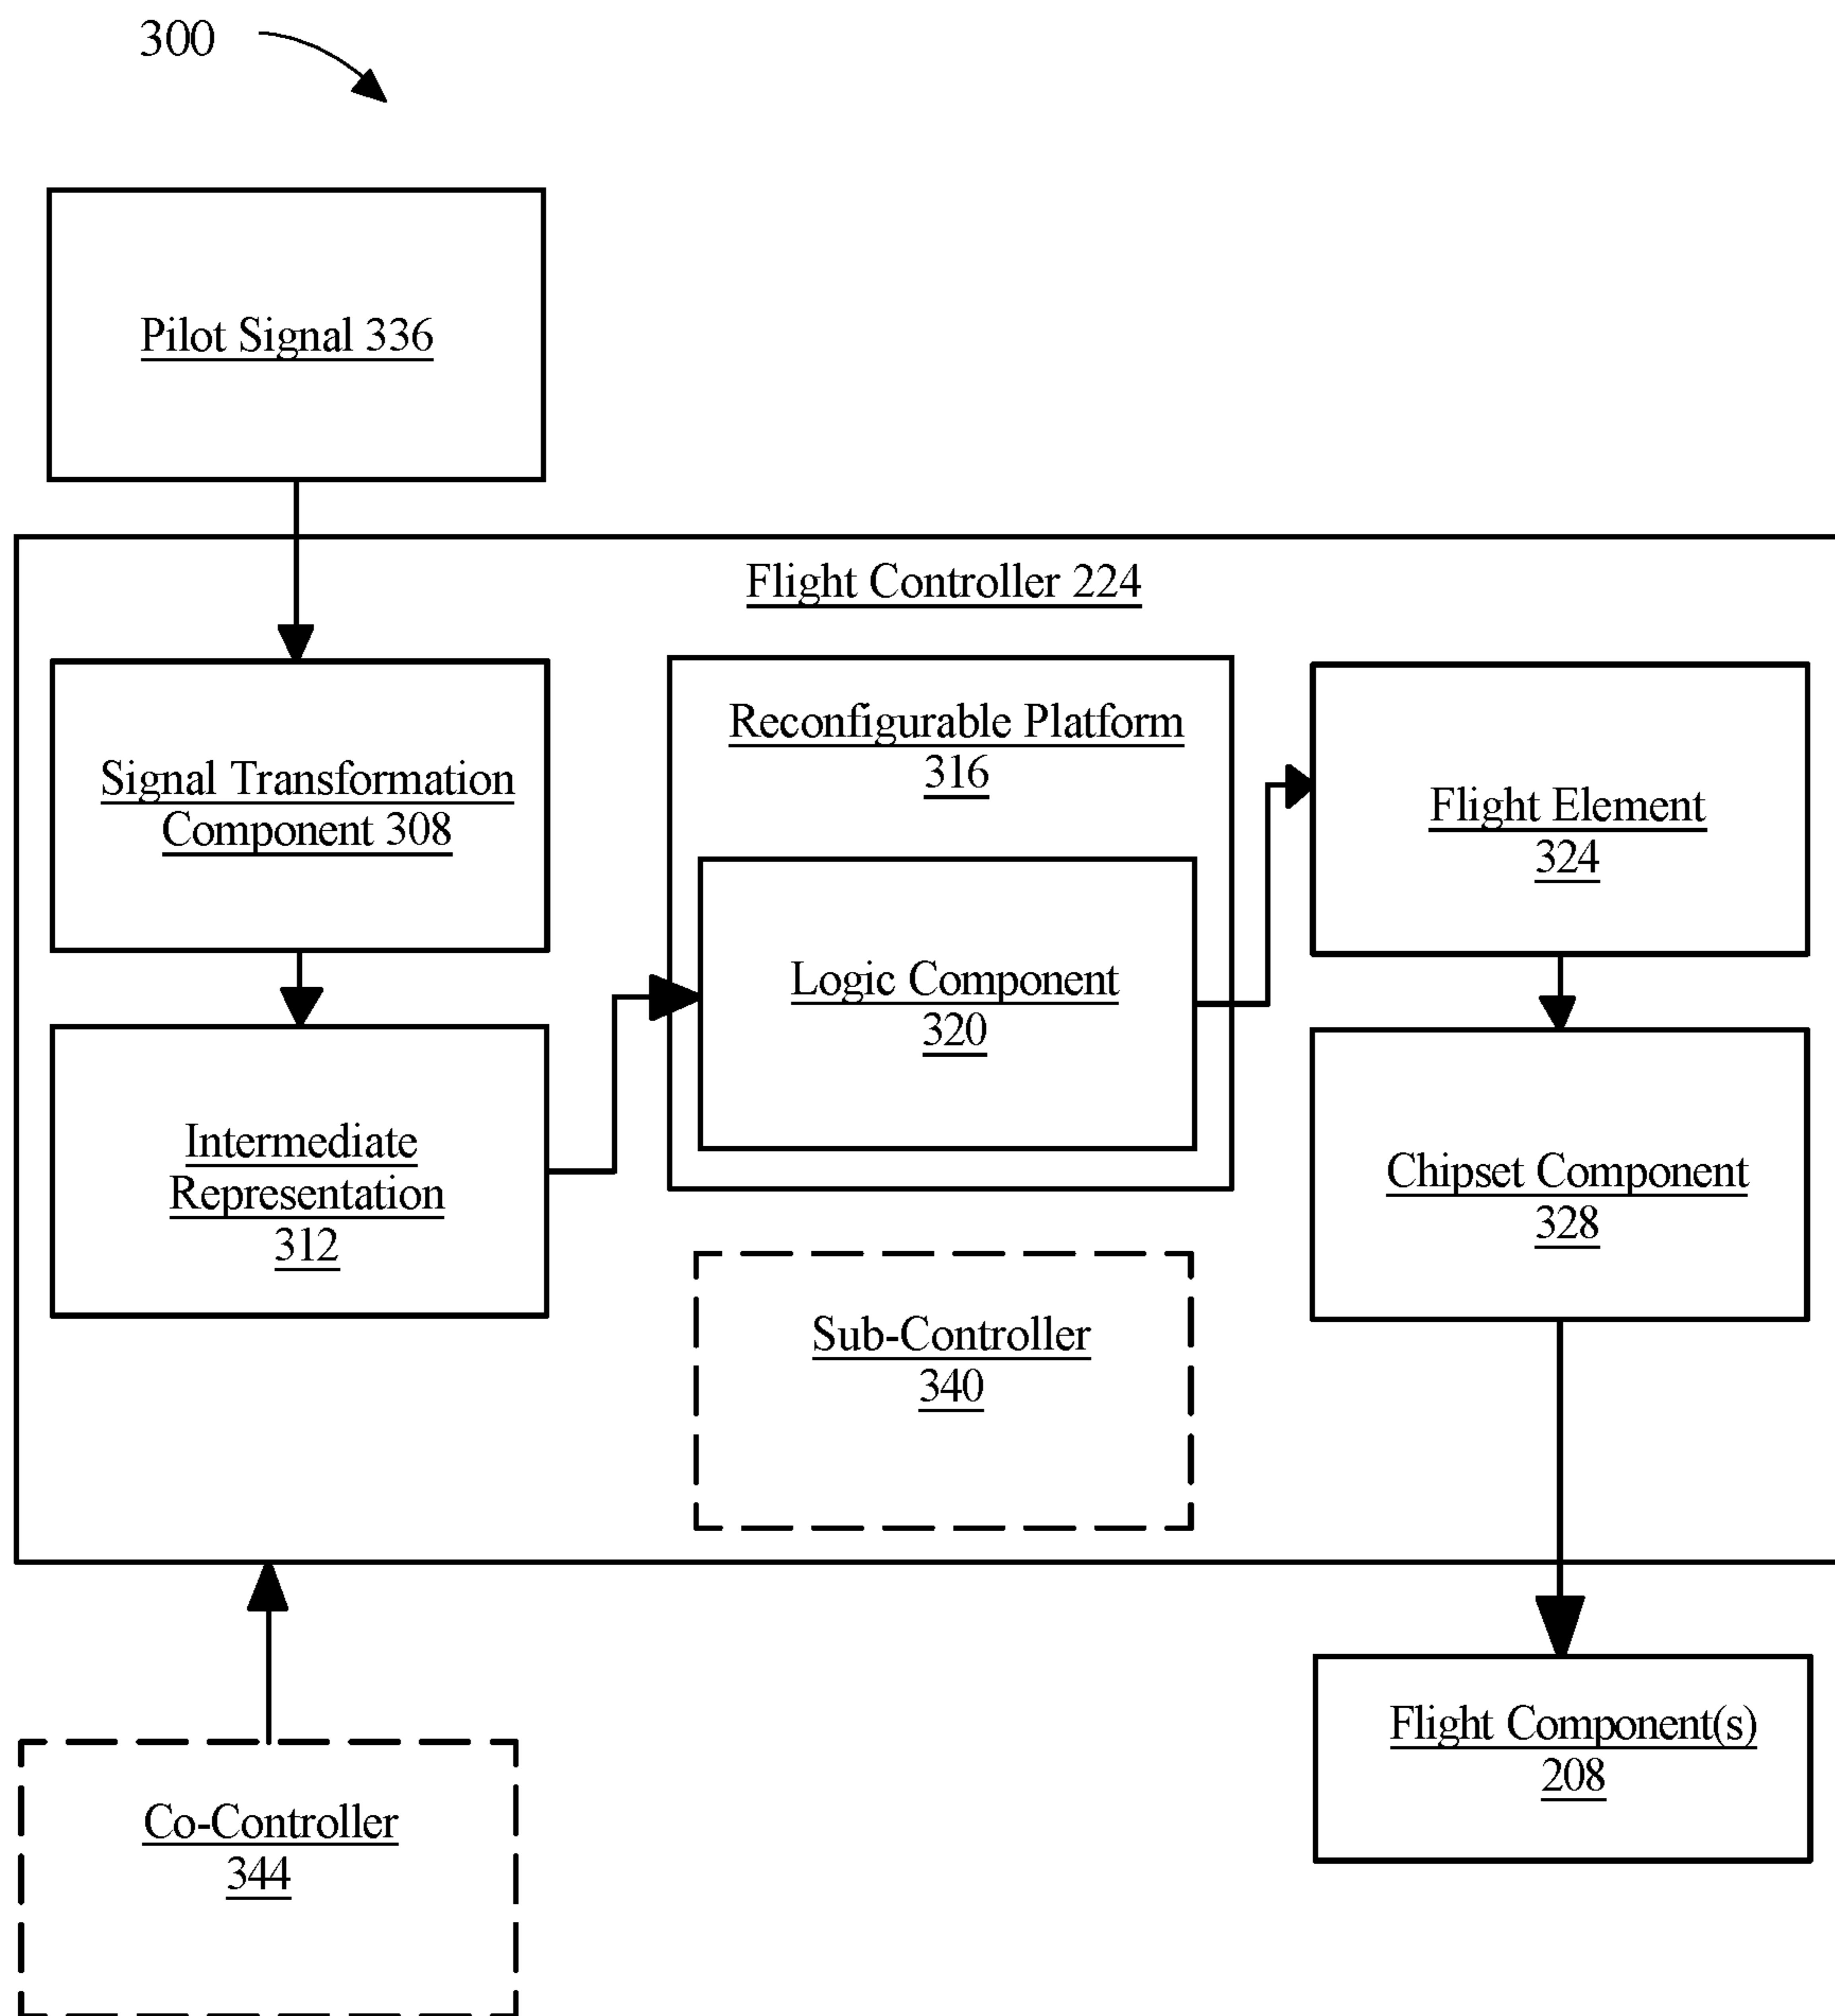 300
Pilot Signal 336
Flight Controller 224
Signal Transformation
Component 308
Intermediate
Representation
312
Reconfigurable Platform
316
Logic Component
320
Sub-Controller
340
Flight Element
324
Chipset Component
328
Co-Controller
344
Flight Component(s)
208